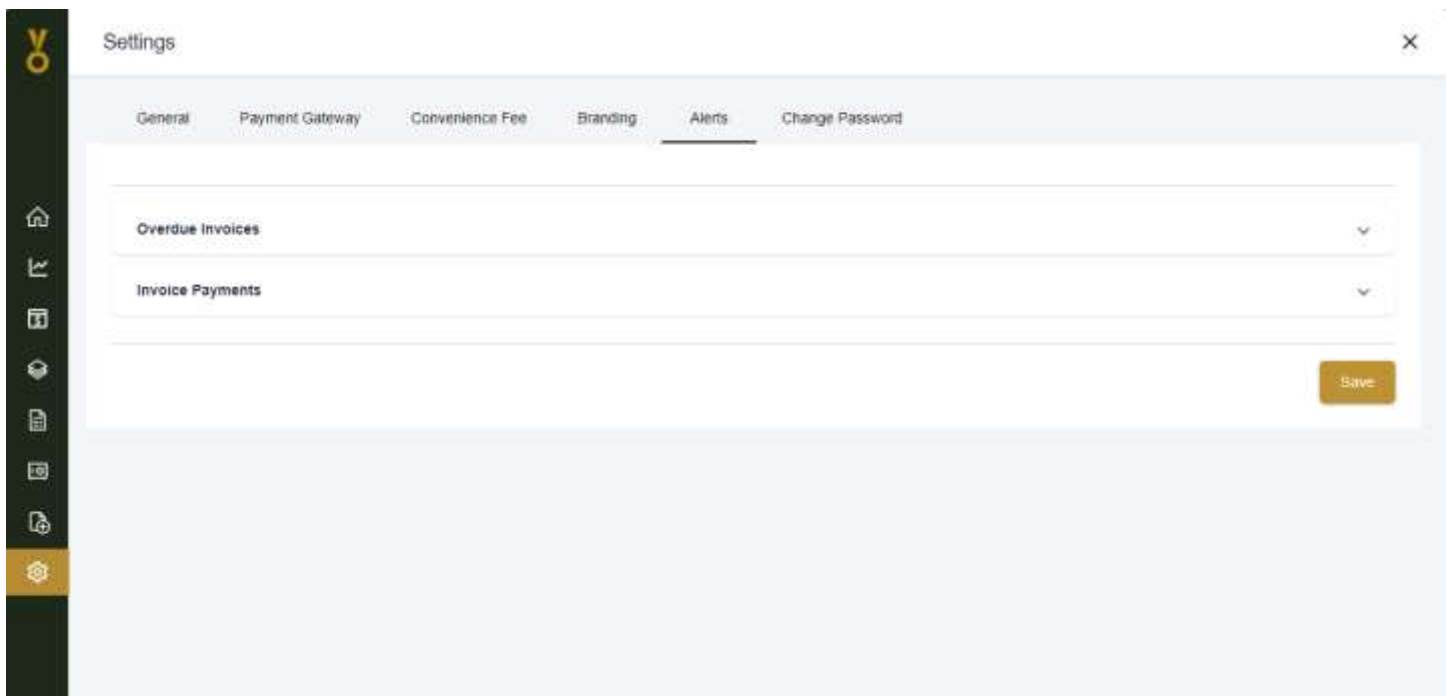 Settings
General Payment Gateway Convenience Fee Branding Alerts Change Password
Overdue Invoices
Invoice Payments
Save